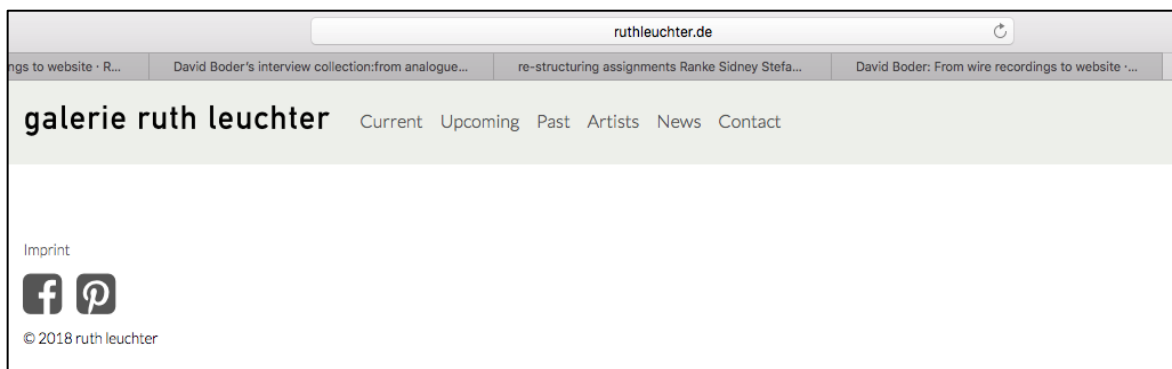 ruthleuchter.de
ngs to website · R... David Boder's interview collection:from analogue... re-structuring assignments Ranke Sidney Stefa... David Boder: From wire recordings to website ·...
galerie ruth leuchter Current Upcoming Past Artists News Contact
Imprint
© 2018 ruth leuchter